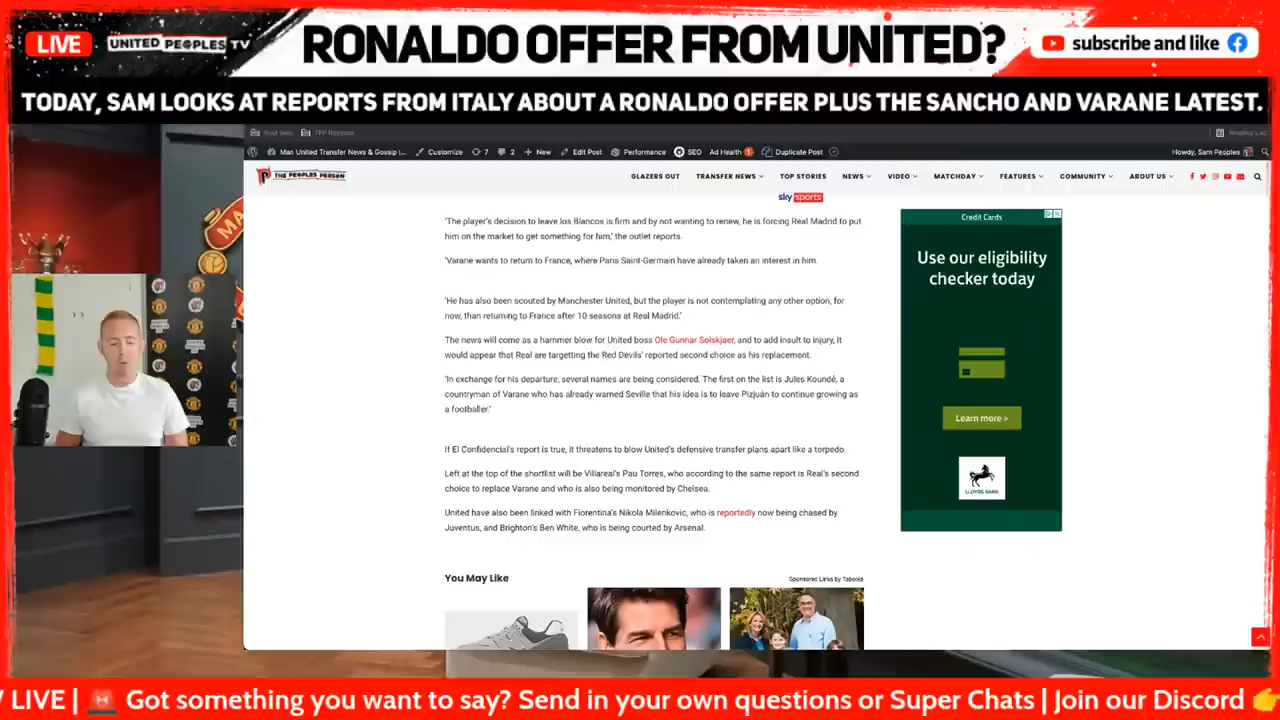 LIVE
UNITED PEOPLES TV
RONALDO OFFER FROM UNITED?
subscribe and like
TODAY, SAM LOOKS AT REPORTS FROM ITALY ABOUT A RONALDO OFFER PLUS THE SANCHO AND VARANE LATEST.
Man United Transfer News & Gossip |... Customize 7 2 New Edit Post Performance SEO Ad Health Duplicate Post Howdy, Sam Peoples
THE PEOPLES PERSON
GLAZERS OUT TRANSFER NEWS TOP STORIES NEWS VIDEO MATCHDAY FEATURES COMMUNITY ABOUT US
sky sports
'The player's decision to leave los Blancos is firm and by not wanting to renew, he is forcing Real Madrid to put
him on the market to get something for him,' the outlet reports.
'Varane wants to return to France, where Paris Saint-Germain have already taken an interest in him.
'He has also been scouted by Manchester United, but the player is not contemplating any other option, for
now, than returning to France after 10 seasons at Real Madrid.'
The news will come as a hammer blow for United boss Ole Gunnar Solskjaer, and to add insult to injury, it
would appear that Real are targetting the Red Devils' reported second choice as his replacement.
'In exchange for his departure, several names are being considered. The first on the list is Jules Koundé, a
countryman of Varane who has already warned Seville that his idea is to leave Pizjuán to continue growing as
a footballer.'
If El Confidencial's report is true, it threatens to blow United's defensive transfer plans apart like a torpedo.
Left at the top of the shortlist will be Villareal's Pau Torres, who according to the same report is Real's second
choice to replace Varane and who is also being monitored by Chelsea.
United have also been linked with Fiorentina's Nikola Milenkovic, who is reportedly now being chased by
Juventus, and Brighton's Ben White, who is being courted by Arsenal.
You May Like
Sponsored Links by Taboola
Credit Cards
Use our eligibility
checker today
Learn more >
LLOYDS BANK
V LIVE | 🚨 Got something you want to say? Send in your own questions or Super Chats | Join our Discord 👉